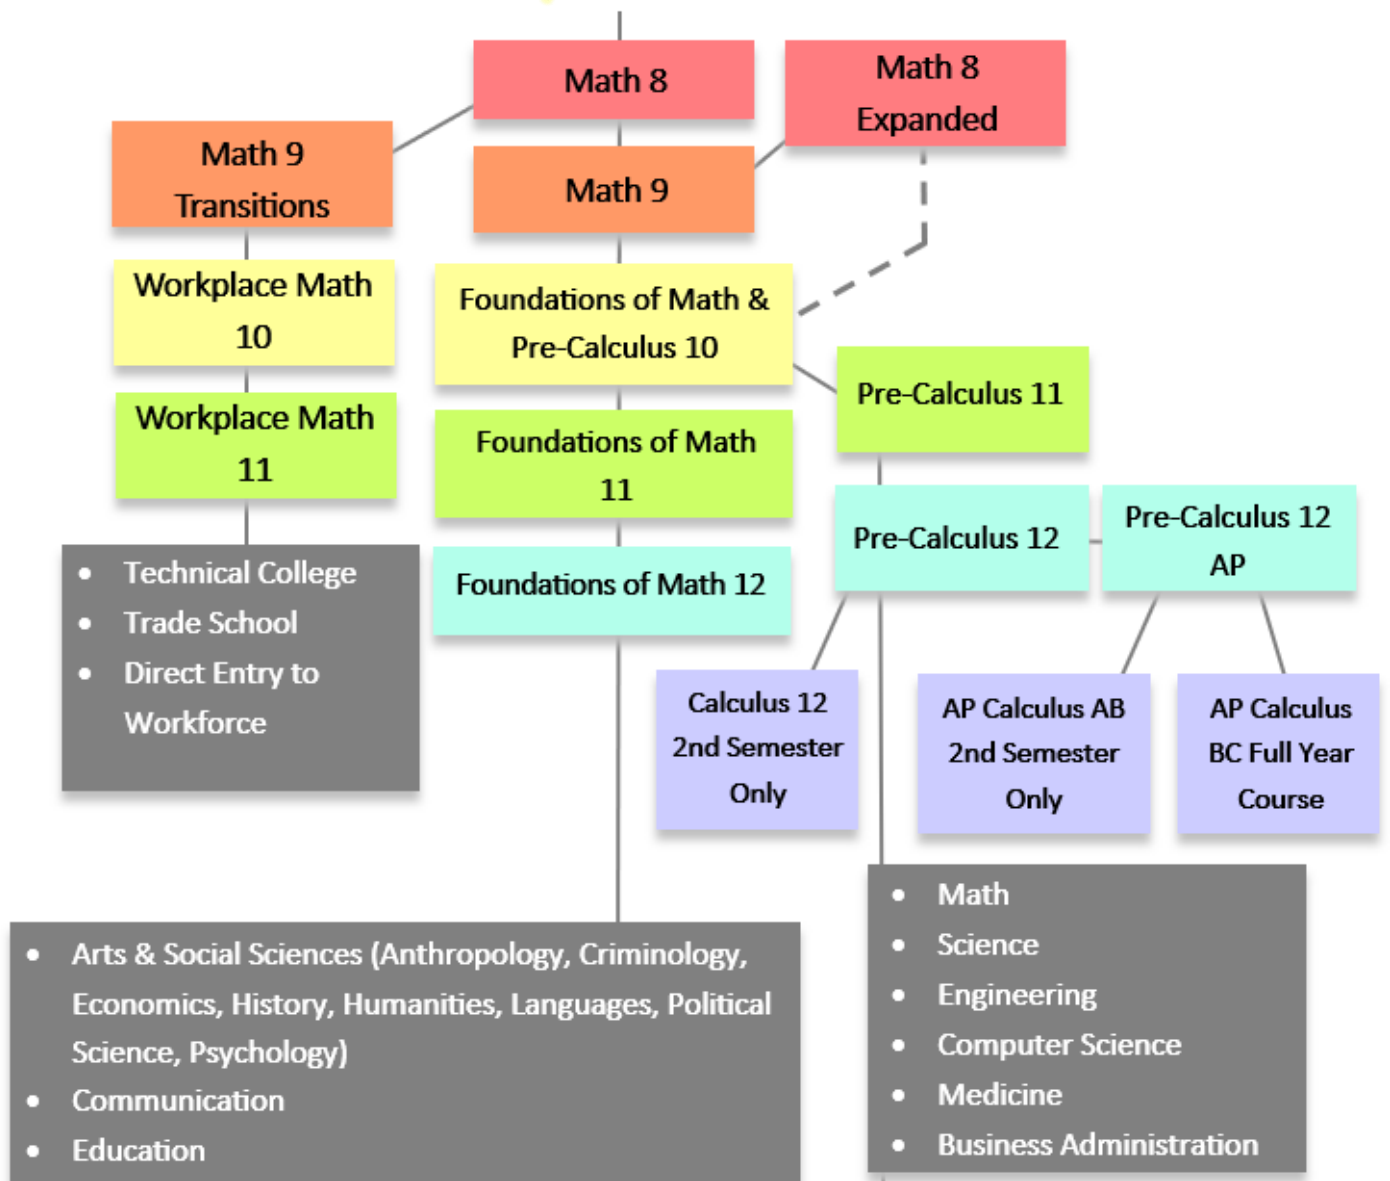 Math 8
Math 8
Expanded
Math 9
Transitions
Math 9
Workplace Math
10
Foundations of Math &
Pre-Calculus 10
Pre-Calculus 11
Workplace Math
11
Foundations of Math
11
Pre-Calculus 12
Pre-Calculus 12
AP
Foundations of Math 12
• Technical College
• Trade School
• Direct Entry to
Workforce
Calculus 12
2nd Semester
Only
AP Calculus AB
2nd Semester
Only
AP Calculus
BC Full Year
Course
• Arts & Social Sciences (Anthropology, Criminology,
Economics, History, Humanities, Languages, Political
Science, Psychology)
• Communication
• Education
• Math
• Science
• Engineering
• Computer Science
• Medicine
• Business Administration